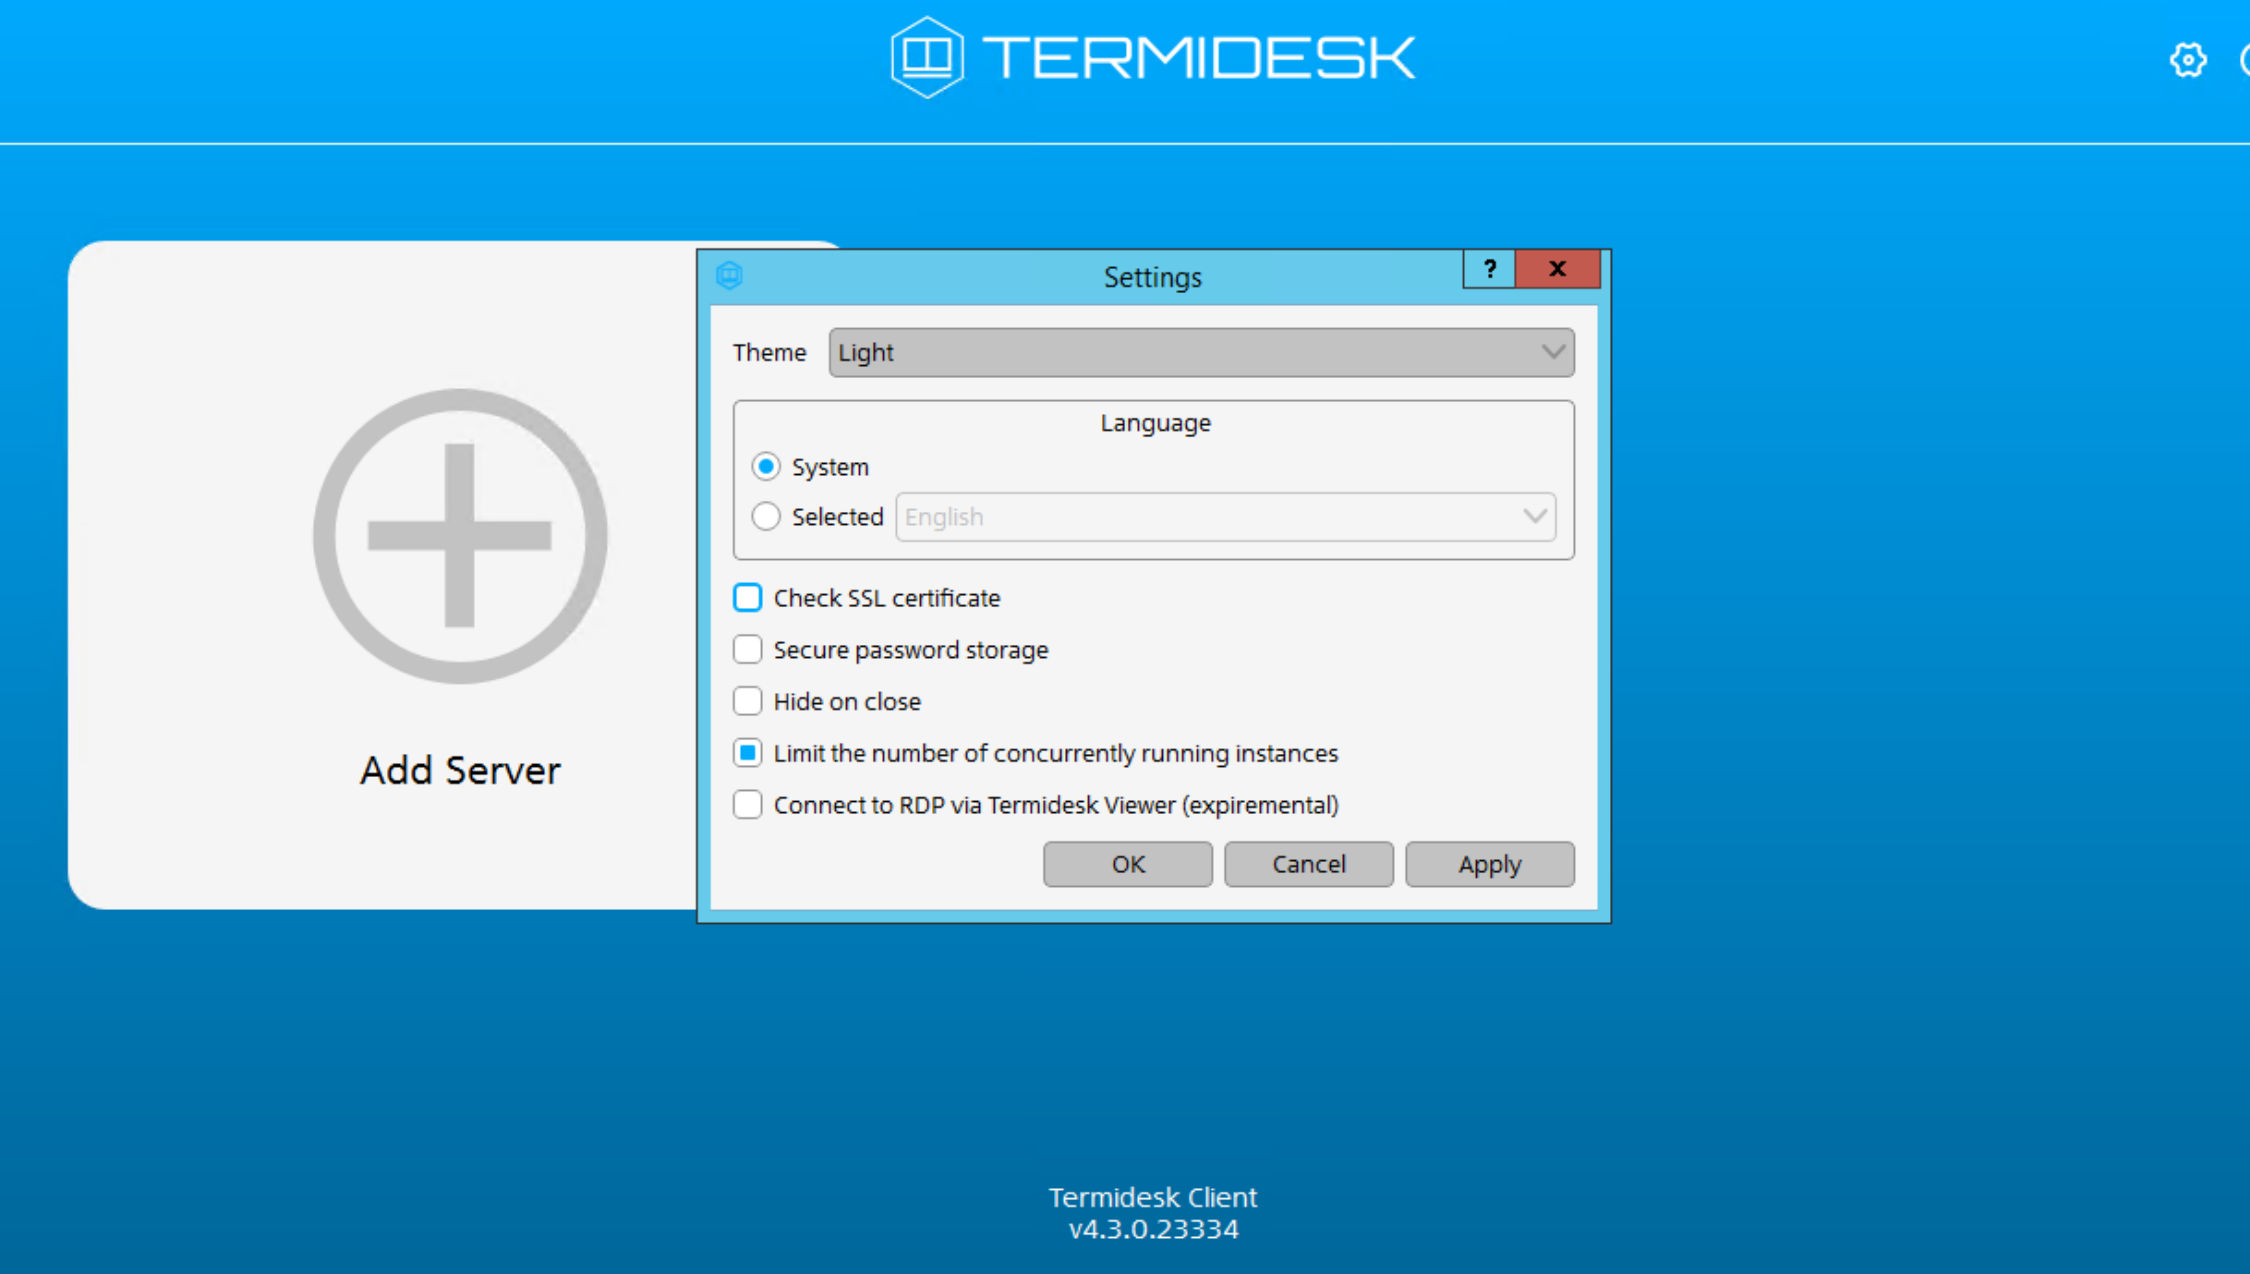 TERMIDESK
Settings
?
x
Theme
Light
Language
System
Selected
English
Check SSL certificate
Secure password storage
Hide on close
Limit the number of concurrently running instances
Connect to RDP via Termidesk Viewer (expiremental)
OK
Cancel
Apply
Add Server
Termidesk Client
v4.3.0.23334